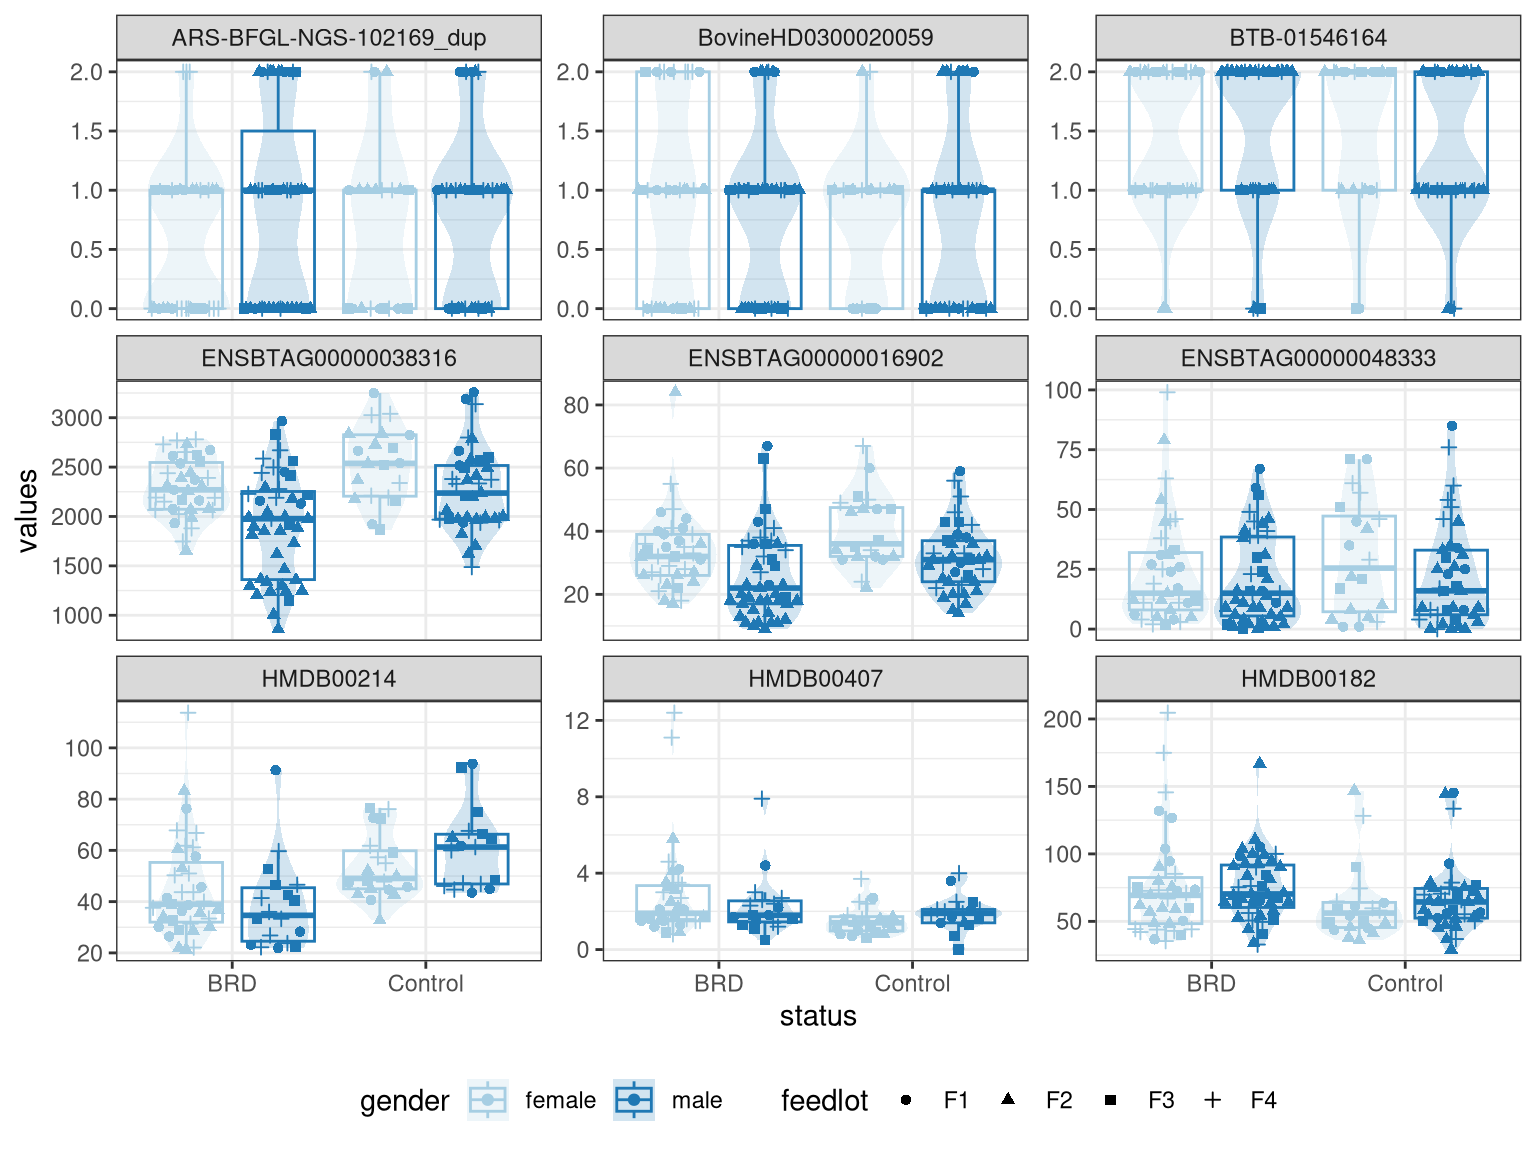 ARS-BFGL-NGS-102169_dup BovineHD0300020059 BTB-01546164
2.0 2.0 2.0
1.5 1.5 1.5
1.0 1.0 1.0
0.5 0.5 0.5
0.0 0.0 0.0
ENSBTAG00000038316 ENSBTAG00000016902 ENSBTAG00000048333
3000 80 100
2500 60 75
2000 40 50
1500 20 25
1000 0
values
HMDB00214 HMDB00407 HMDB00182
100 12 200
80 8 150
60 4 100
40 0 50
20
BRD Control BRD Control BRD Control
status
gender female male feedlot F1 F2 F3 F4